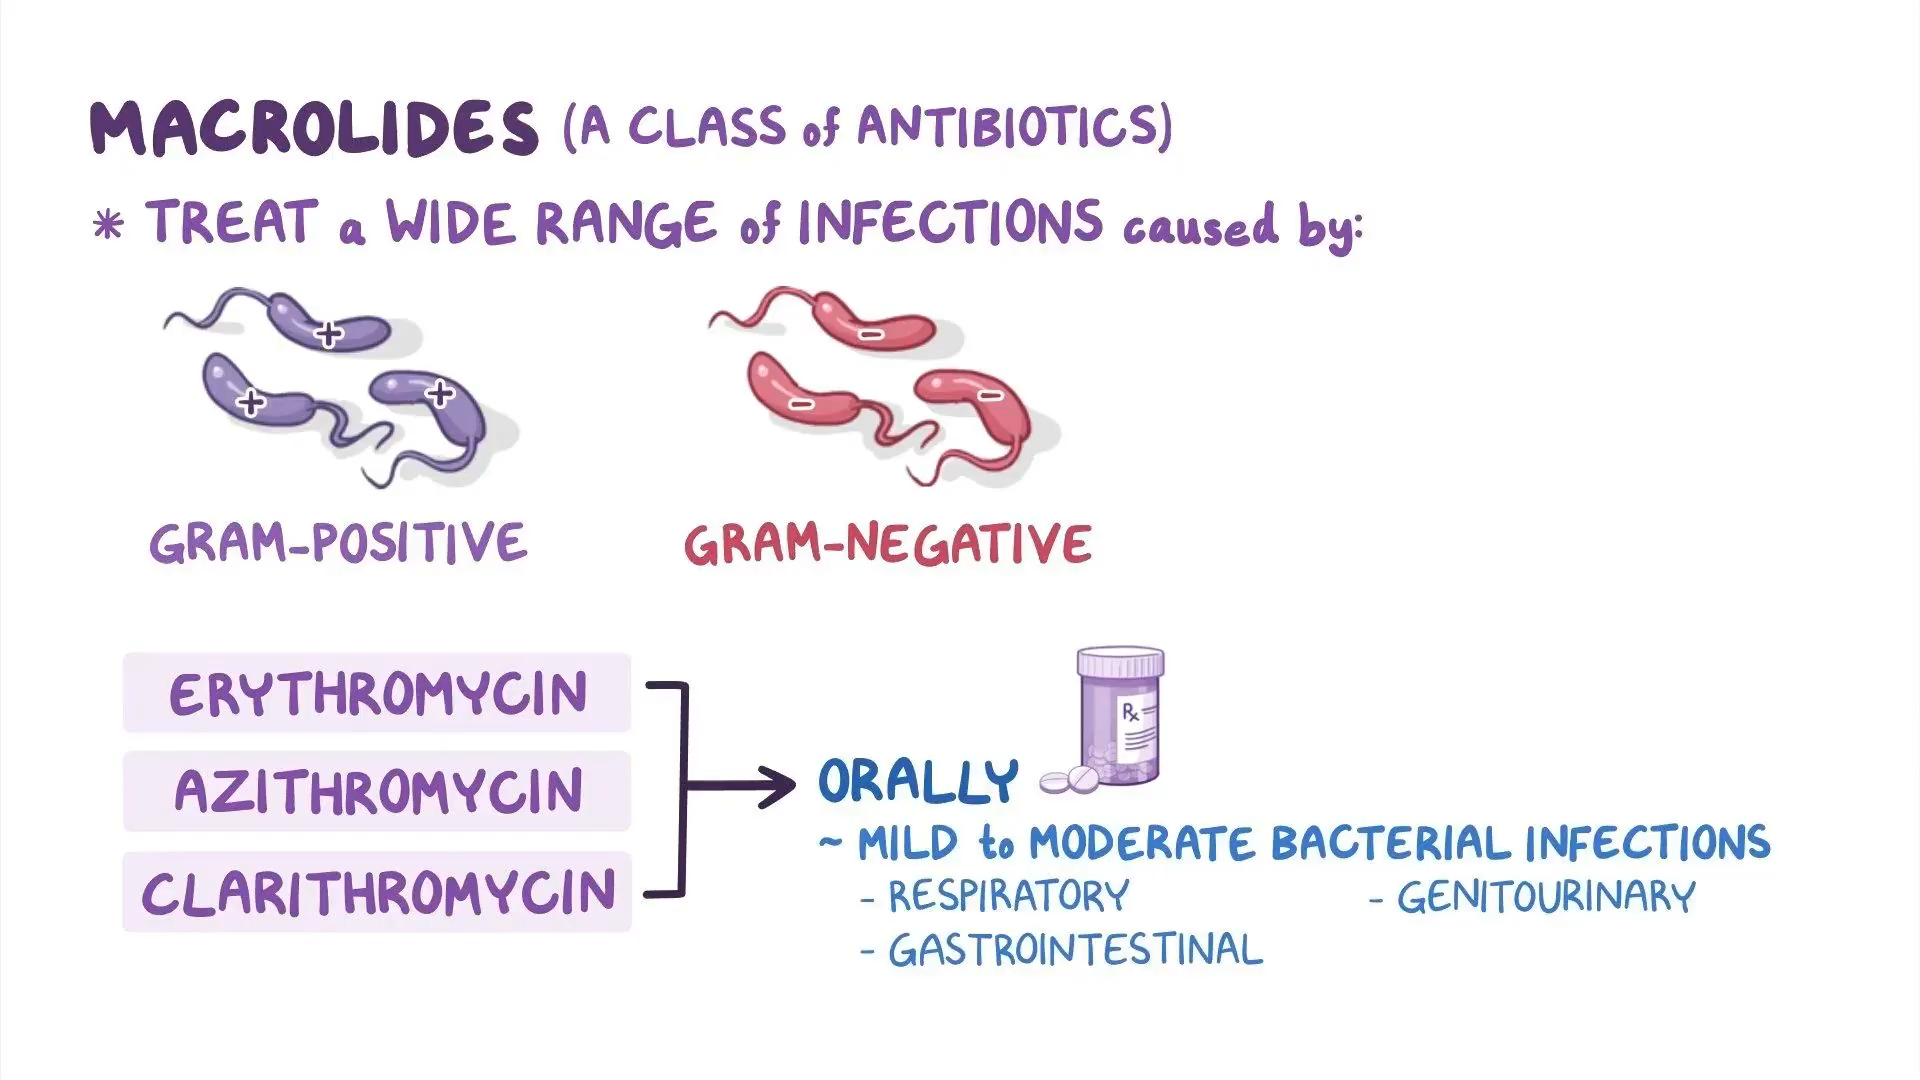 MACROLIDES (A CLASS of ANTIBIOTICS)
* TREAT a WIDE RANGE of INFECTIONS caused by:
+ + +
- - -
GRAM-POSITIVE GRAM-NEGATIVE
ERYTHROMYCIN
AZITHROMYCIN
CLARITHROMYCIN
Rx
ORALLY
~ MILD to MODERATE BACTERIAL INFECTIONS
- RESPIRATORY - GENITOURINARY
- GASTROINTESTINAL